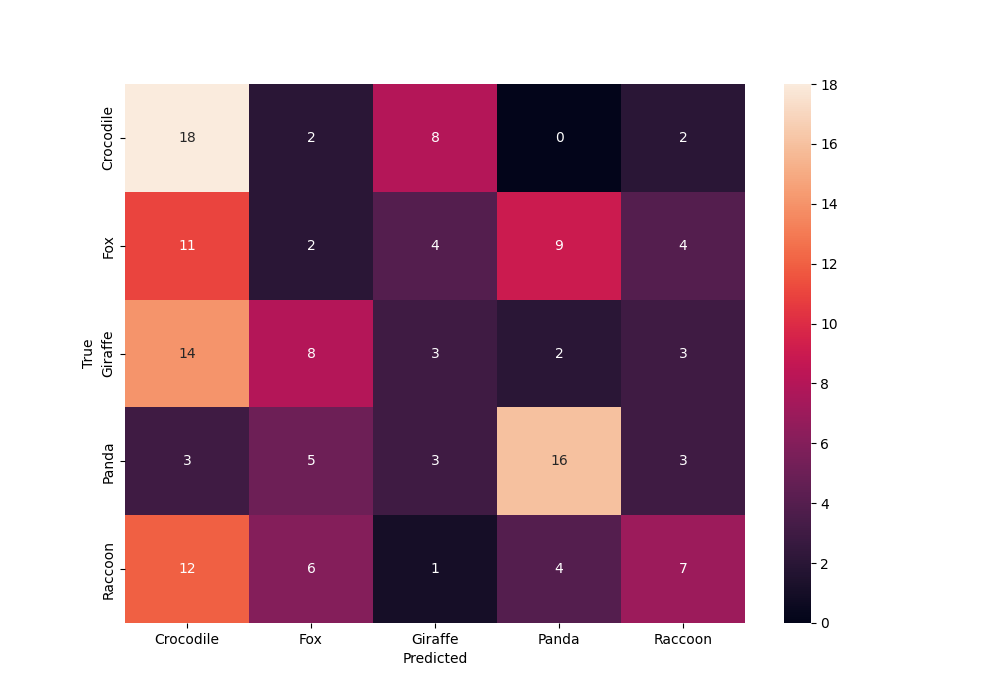 Crocodile 18 2 8 0 2
Fox 11 2 4 9 4
Giraffe 14 8 3 2 3
Panda 3 5 3 16 3
Raccoon 12 6 1 4 7
True
Crocodile Fox Giraffe Panda Raccoon
Predicted
18
16
14
12
10
8
6
4
2
0